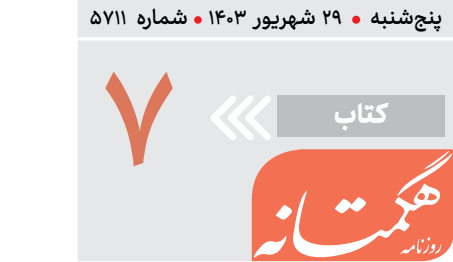 پنج‌شنبه • ۲۹ شهریور ۱۴۰۳ • شماره ۵۷۱۱
۷
کتاب
هگمتانه
روزنامه